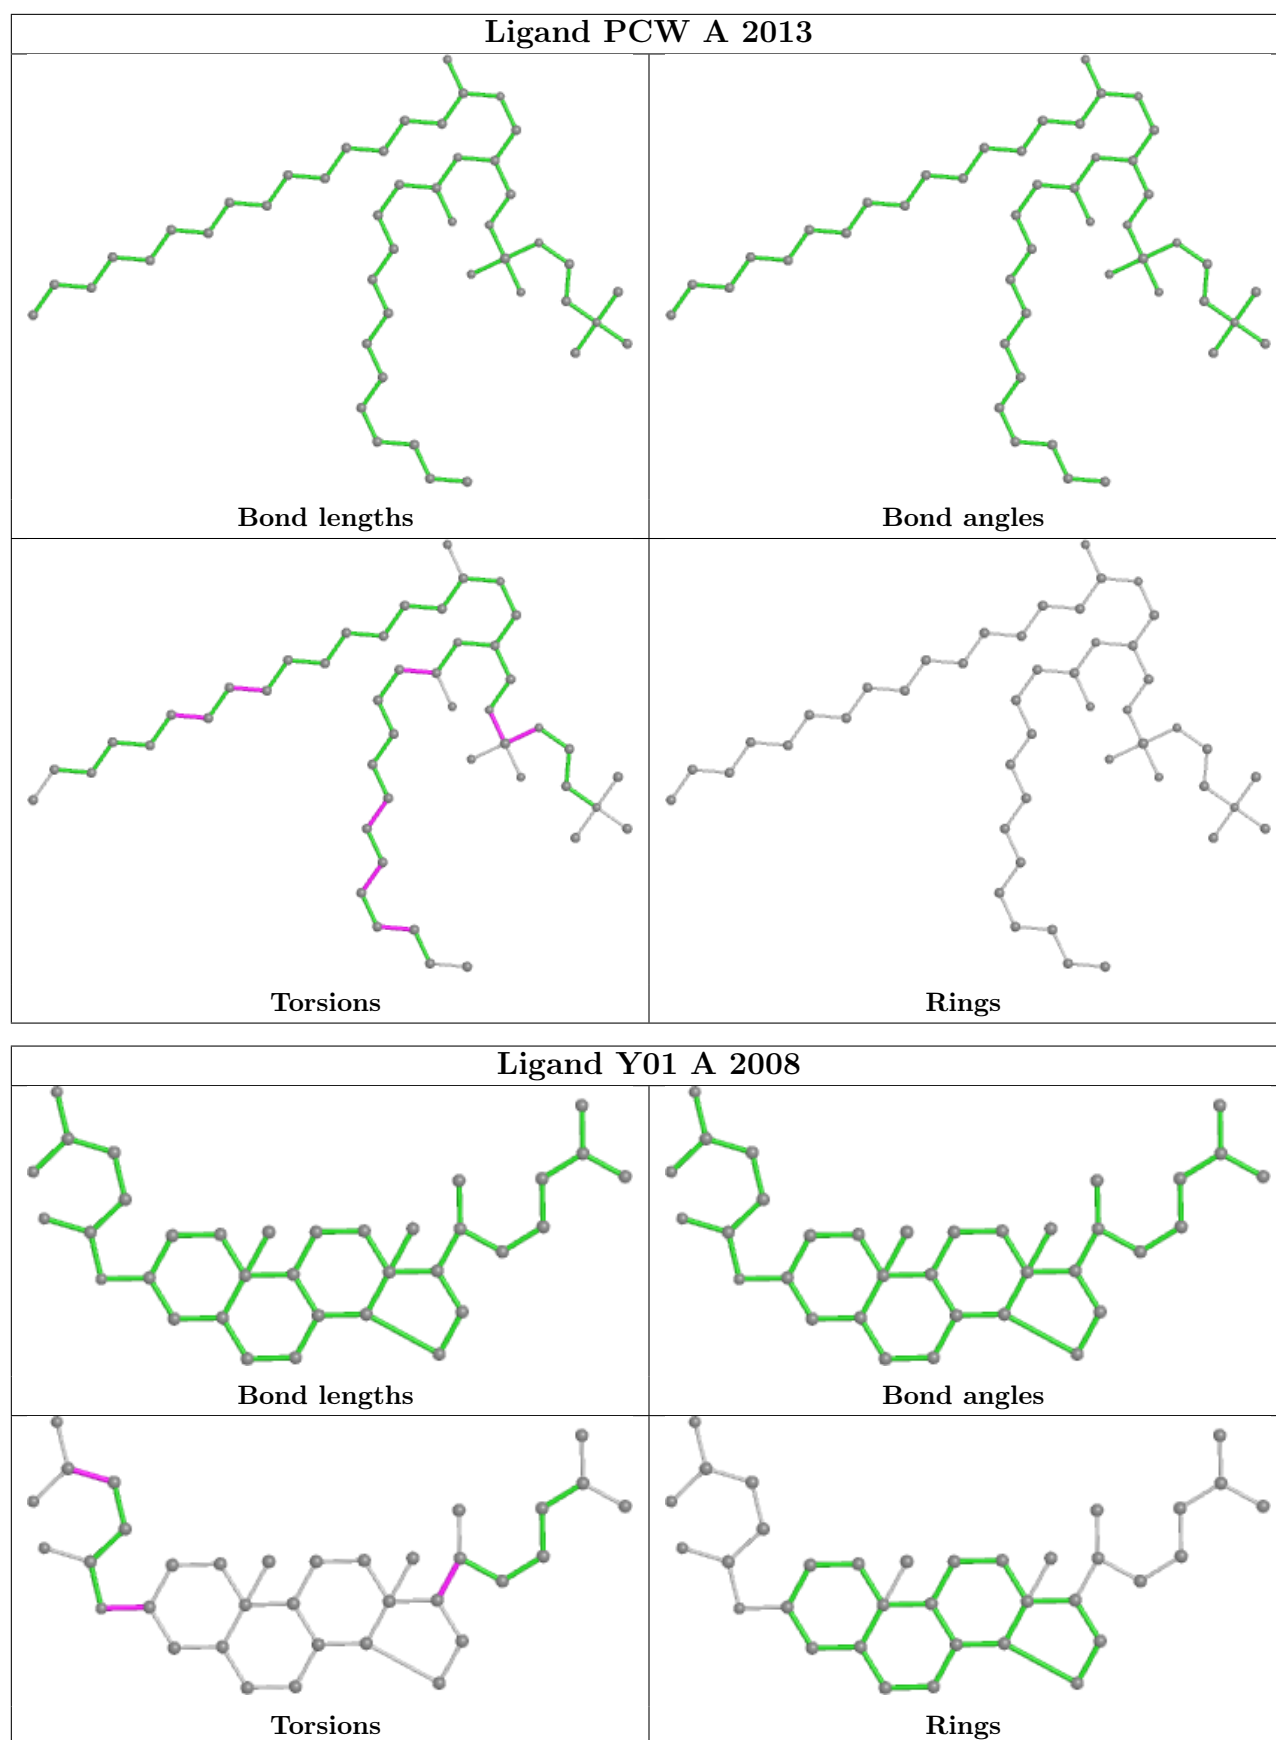 Ligand PCW A 2013
Bond lengths
Bond angles
Torsions
Rings
Ligand Y01 A 2008
Bond lengths
Bond angles
Torsions
Rings